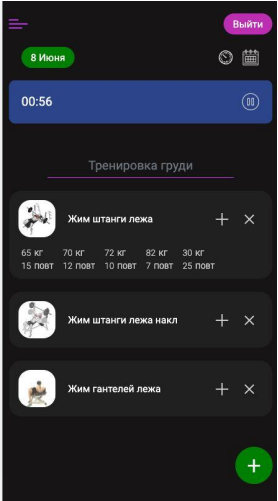 Выйти
8 Июня
00:56
Тренировка груди
Жим штанги лежа
65 кг 70 кг 72 кг 82 кг 30 кг
15 повт 12 повт 10 повт 7 повт 25 повт
Жим штанги лежа накл
Жим гантелей лежа